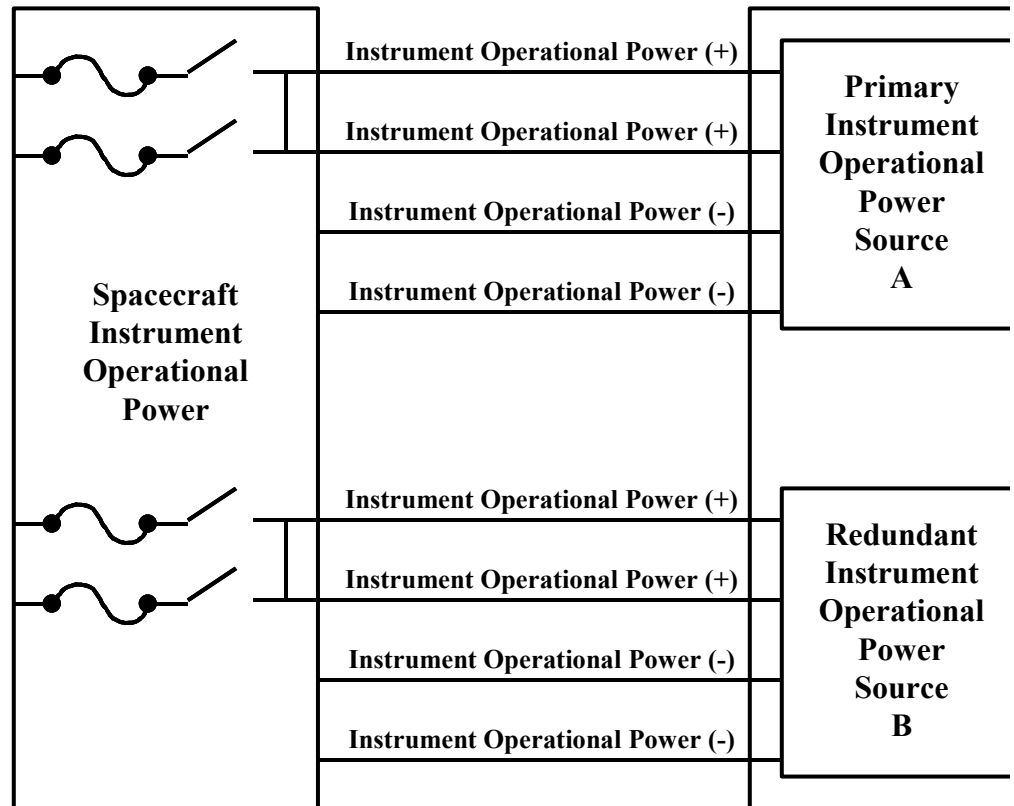 Instrument Operational Power (+)
Instrument Operational Power (+)
Instrument Operational Power (-)
Instrument Operational Power (-)
Primary
Instrument
Operational
Power
Source
A
Spacecraft
Instrument
Operational
Power
Instrument Operational Power (+)
Instrument Operational Power (+)
Instrument Operational Power (-)
Instrument Operational Power (-)
Redundant
Instrument
Operational
Power
Source
B